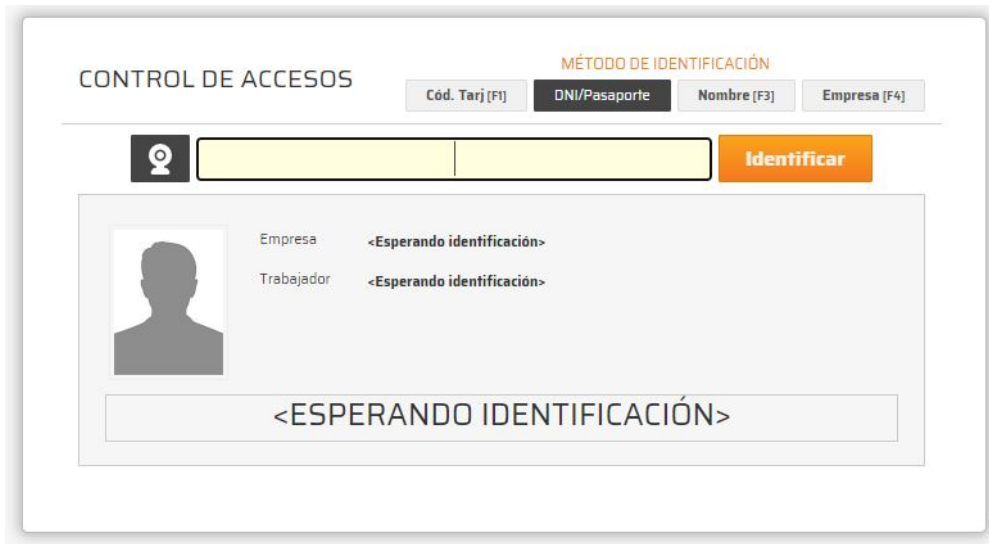 MÉTODO DE IDENTIFICACIÓN
CONTROL DE ACCESOS
Cód. Tarj [F1] DNI/Pasaporte Nombre [F3] Empresa [F4]
Identificar
Empresa <Esperando identificación>
Trabajador <Esperando identificación>
<ESPERANDO IDENTIFICACIÓN>